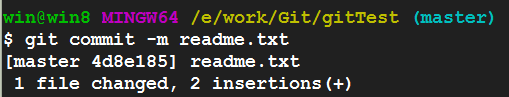 win@win8 MINGW64 /e/work/Git/gitTest (master)
$ git commit -m readme.txt
[master 4d8e185] readme.txt
 1 file changed, 2 insertions(+)